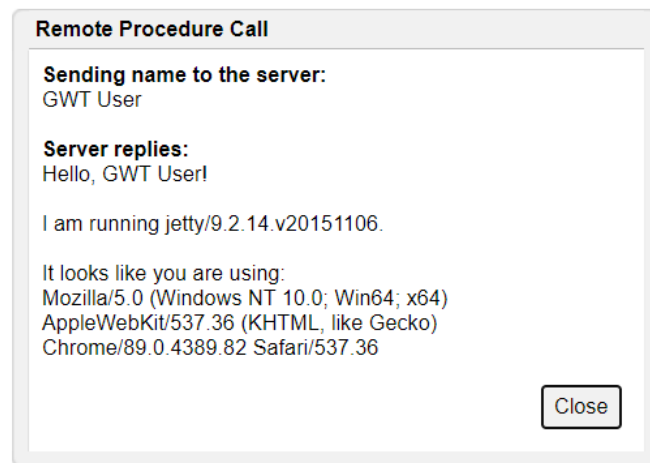 Remote Procedure Call
Sending name to the server:
GWT User
Server replies:
Hello, GWT User!
I am running jetty/9.2.14.v20151106.
It looks like you are using:
Mozilla/5.0 (Windows NT 10.0; Win64; x64)
AppleWebKit/537.36 (KHTML, like Gecko)
Chrome/89.0.4389.82 Safari/537.36
Close